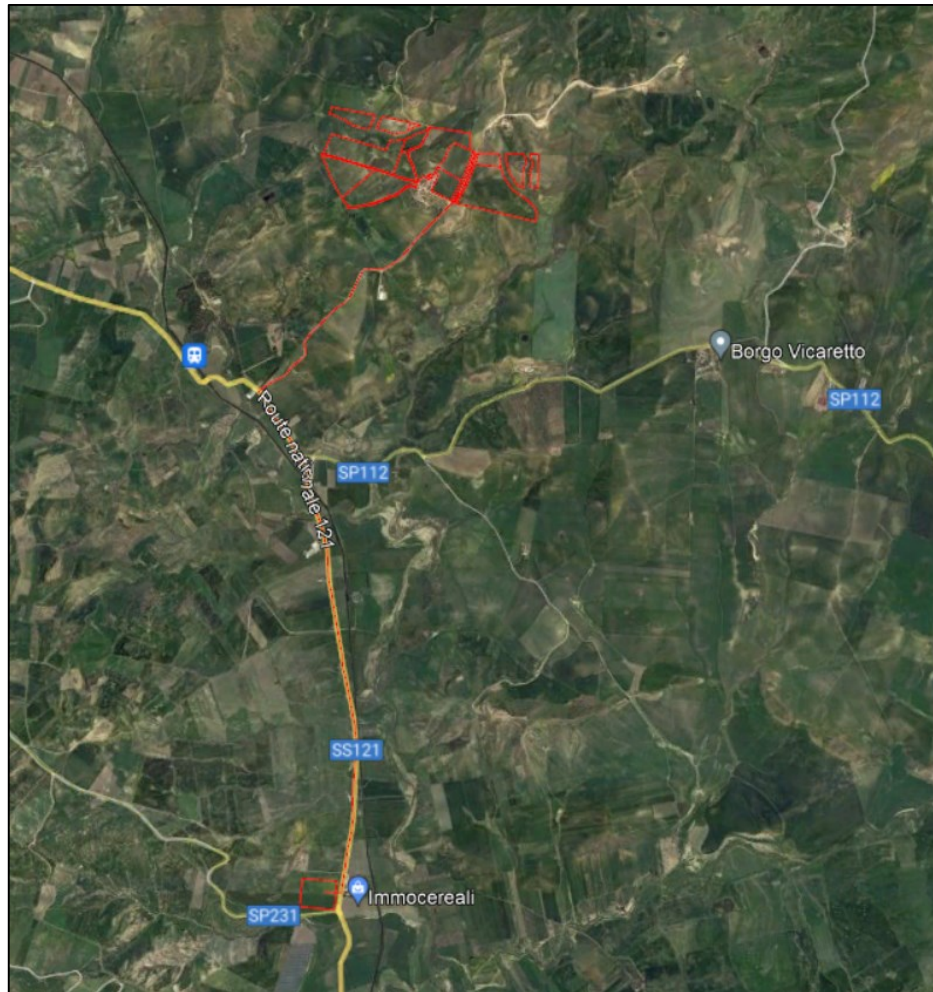 Borgo Vicaretto
SP112
Route nationale 121
SP112
SS121
Immocereali
SP231